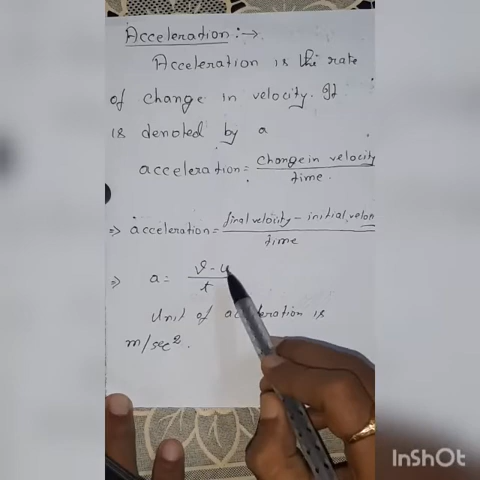 Acceleration :→
Acceleration is the rate
of change in velocity. It
is denoted by a
acceleration = change in velocity
time.
⇒ acceleration = final velocity - initial velon
time
⇒ a = v - u
t
Unit of acceleration is
m/sec².
InShOt